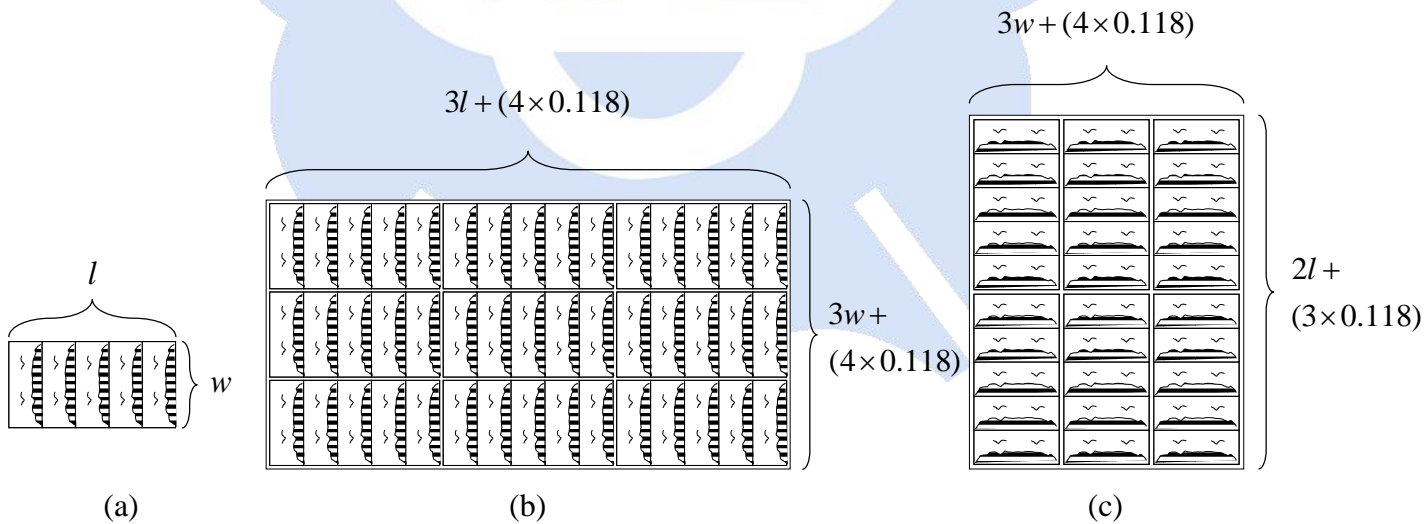 3w + (4×0.118)
3l + (4×0.118)
l
w
3w +
(4×0.118)
2l +
(3×0.118)
(a)
(b)
(c)